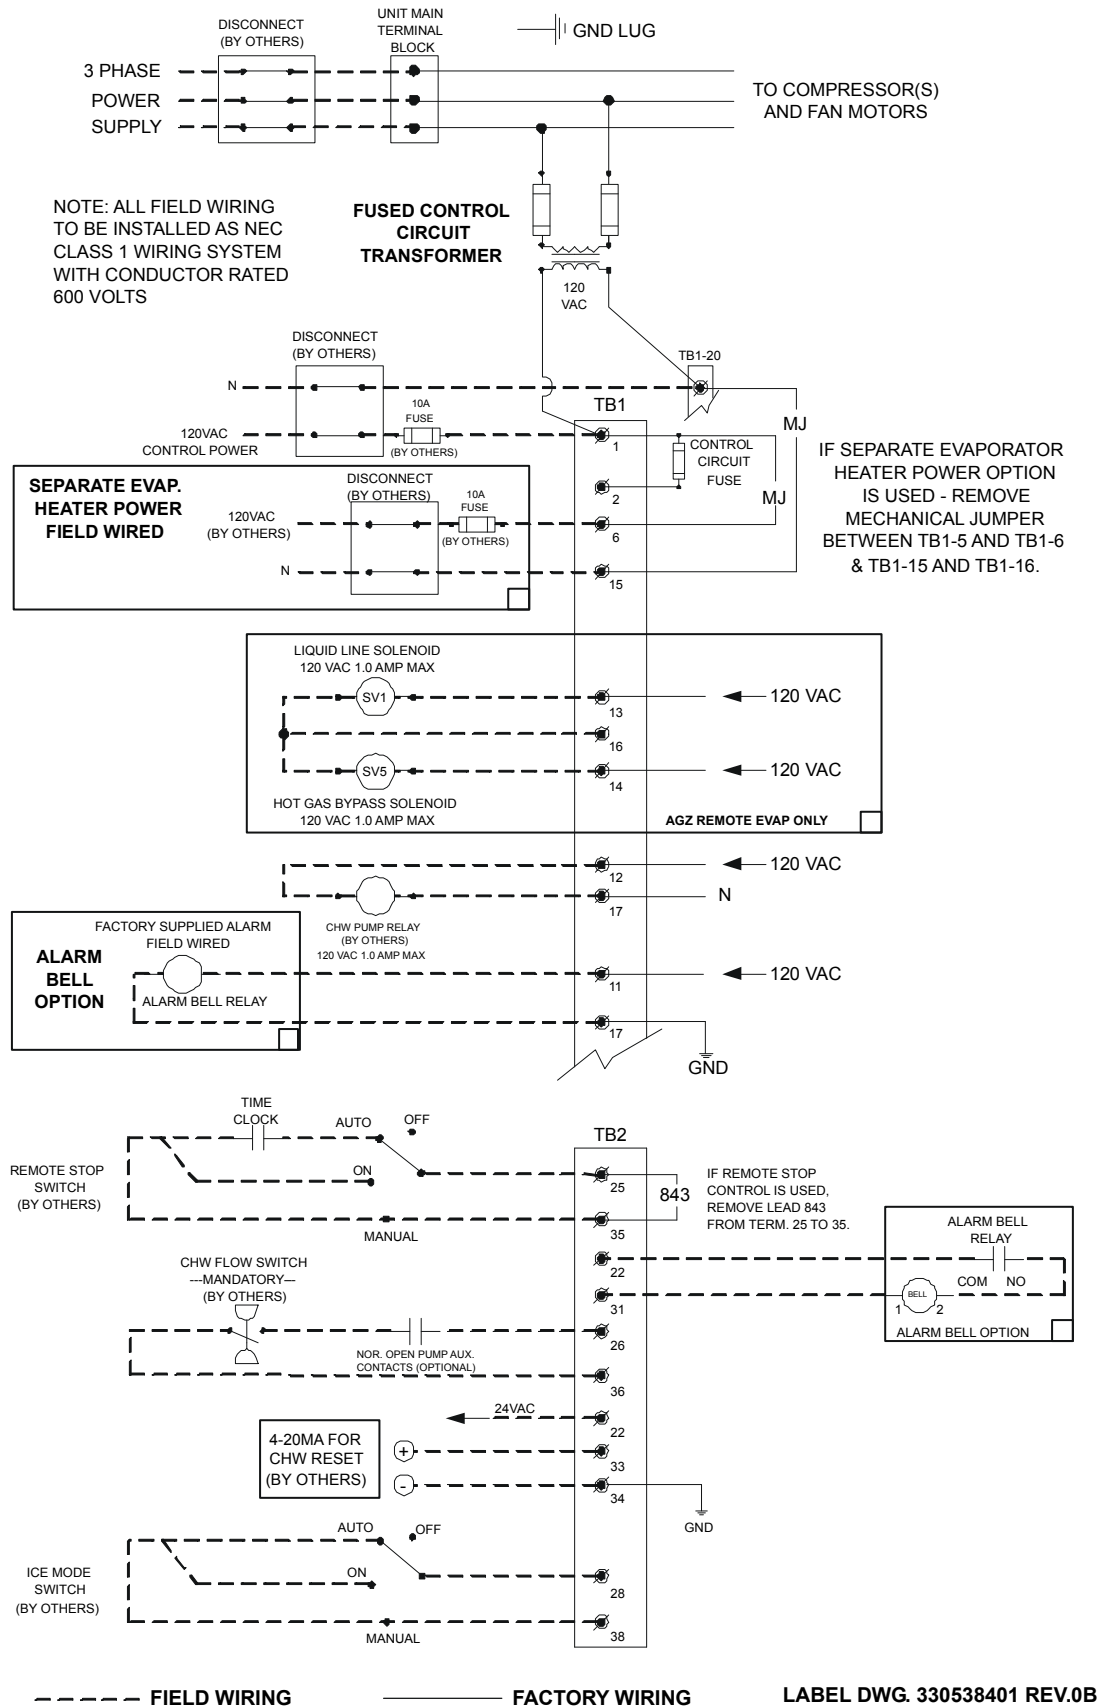 DISCONNECT
(BY OTHERS)
UNIT MAIN
TERMINAL
BLOCK
GND LUG
3 PHASE
POWER
SUPPLY
TO COMPRESSOR(S)
AND FAN MOTORS
NOTE: ALL FIELD WIRING
TO BE INSTALLED AS NEC
CLASS 1 WIRING SYSTEM
WITH CONDUCTOR RATED
600 VOLTS
FUSED CONTROL
CIRCUIT
TRANSFORMER
120
VAC
DISCONNECT
(BY OTHERS)
TB1-20
N
10A
FUSE
TB1
MJ
120VAC
CONTROL POWER
(BY OTHERS)
1
CONTROL
CIRCUIT
FUSE
2
MJ
IF SEPARATE EVAPORATOR
HEATER POWER OPTION
IS USED - REMOVE
MECHANICAL JUMPER
BETWEEN TB1-5 AND TB1-6
& TB1-15 AND TB1-16.
SEPARATE EVAP.
HEATER POWER
FIELD WIRED
DISCONNECT
(BY OTHERS)
10A
FUSE
120VAC
(BY OTHERS)
(BY OTHERS)
6
N
15
LIQUID LINE SOLENOID
120 VAC 1.0 AMP MAX
SV1
13
120 VAC
16
SV5
14
120 VAC
HOT GAS BYPASS SOLENOID
120 VAC 1.0 AMP MAX
AGZ REMOTE EVAP ONLY
12
120 VAC
17
N
CHW PUMP RELAY
(BY OTHERS)
120 VAC 1.0 AMP MAX
FACTORY SUPPLIED ALARM
FIELD WIRED
ALARM
BELL
OPTION
ALARM BELL RELAY
11
120 VAC
17
GND
TIME
CLOCK
AUTO
OFF
TB2
REMOTE STOP
SWITCH
(BY OTHERS)
ON
25
843
IF REMOTE STOP
CONTROL IS USED,
REMOVE LEAD 843
FROM TERM. 25 TO 35.
MANUAL
35
ALARM BELL
RELAY
CHW FLOW SWITCH
---MANDATORY---
(BY OTHERS)
22
COM NO
BELL
1 2
31
ALARM BELL OPTION
26
NOR. OPEN PUMP AUX.
CONTACTS (OPTIONAL)
36
24VAC
22
4-20MA FOR
CHW RESET
(BY OTHERS)
+
33
-
34
GND
AUTO
OFF
ICE MODE
SWITCH
(BY OTHERS)
ON
28
MANUAL
38
FIELD WIRING
FACTORY WIRING
LABEL DWG. 330538401 REV.0B